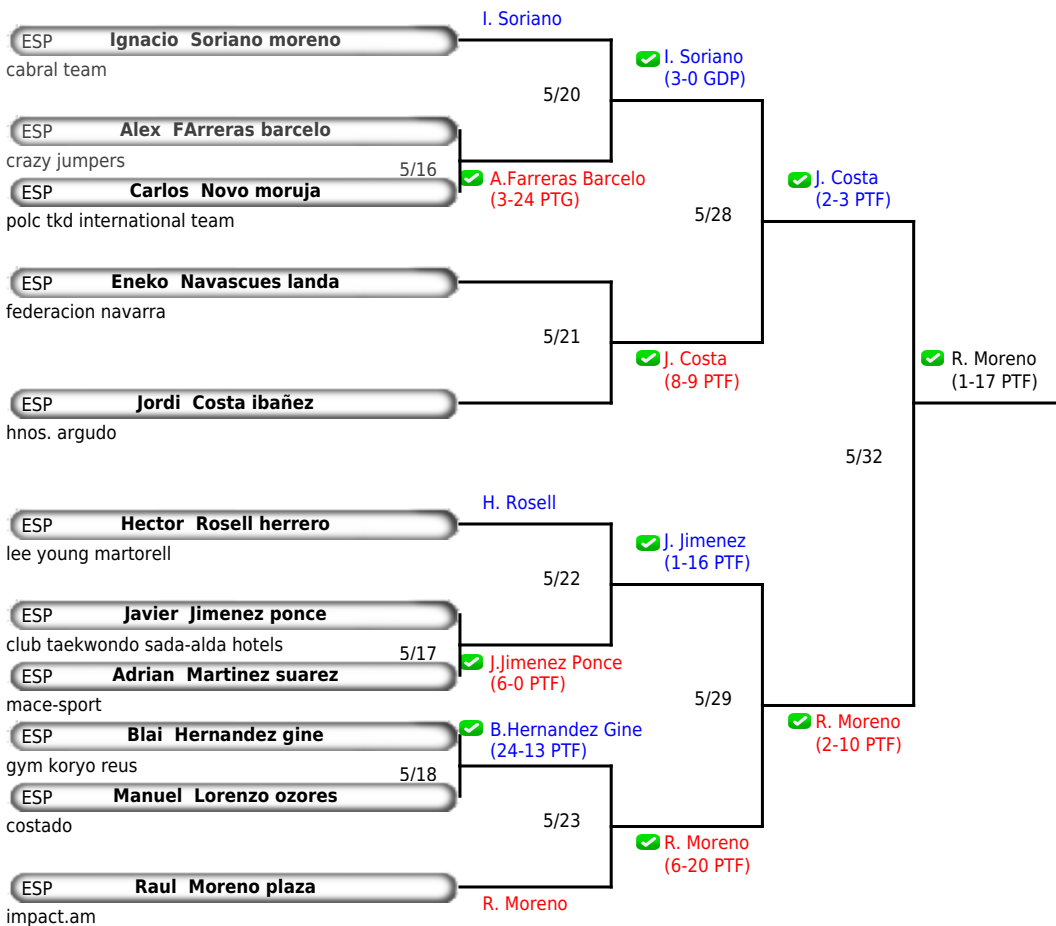 I. Soriano
ESP Ignacio Soriano moreno
cabral team
I. Soriano
(3-0 GDP)
5/20
ESP Alex FArreras barcelo
crazy jumpers
5/16
A.Farreras Barcelo
(3-24 PTG)
ESP Carlos Novo moruja
polc tkd international team
J. Costa
(2-3 PTF)
5/28
ESP Eneko Navascues landa
federacion navarra
5/21
J. Costa
(8-9 PTF)
R. Moreno
(1-17 PTF)
ESP Jordi Costa ibañez
hnos. argudo
5/32
H. Rosell
ESP Hector Rosell herrero
lee young martorell
J. Jimenez
(1-16 PTF)
5/22
ESP Javier Jimenez ponce
club taekwondo sada-alda hotels
5/17
J.Jimenez Ponce
(6-0 PTF)
ESP Adrian Martinez suarez
mace-sport
5/29
R. Moreno
(2-10 PTF)
ESP Blai Hernandez gine
B.Hernandez Gine
(24-13 PTF)
gym koryo reus
5/18
ESP Manuel Lorenzo ozores
costado
5/23
R. Moreno
(6-20 PTF)
ESP Raul Moreno plaza
R. Moreno
impact.am